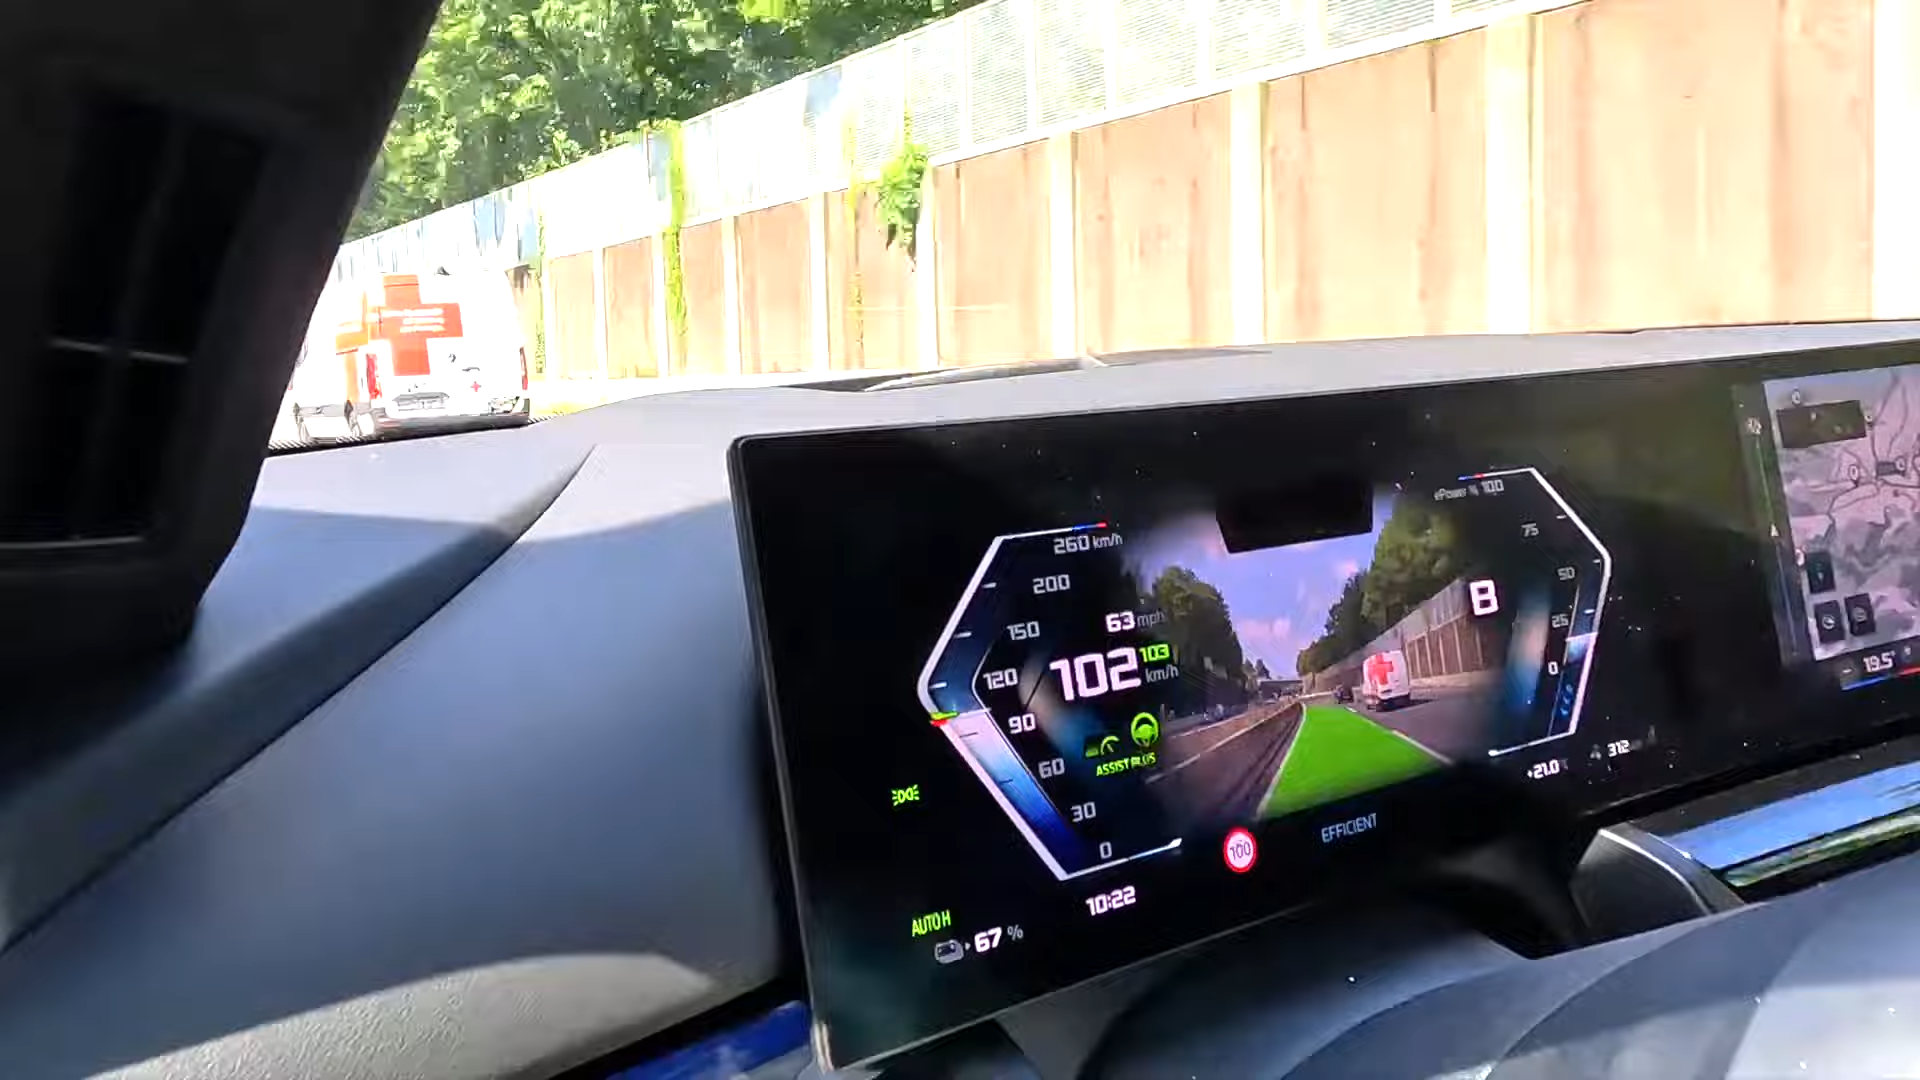 260 km/h
200
150
120
90
60
30
0
63 mph
102 103
km/h
ASSIST PLUS
ePower % 100
75
50
25
0
B
+21.0
312
100
EFFICIENT
10:22
AUTO H
67 %
19.5°